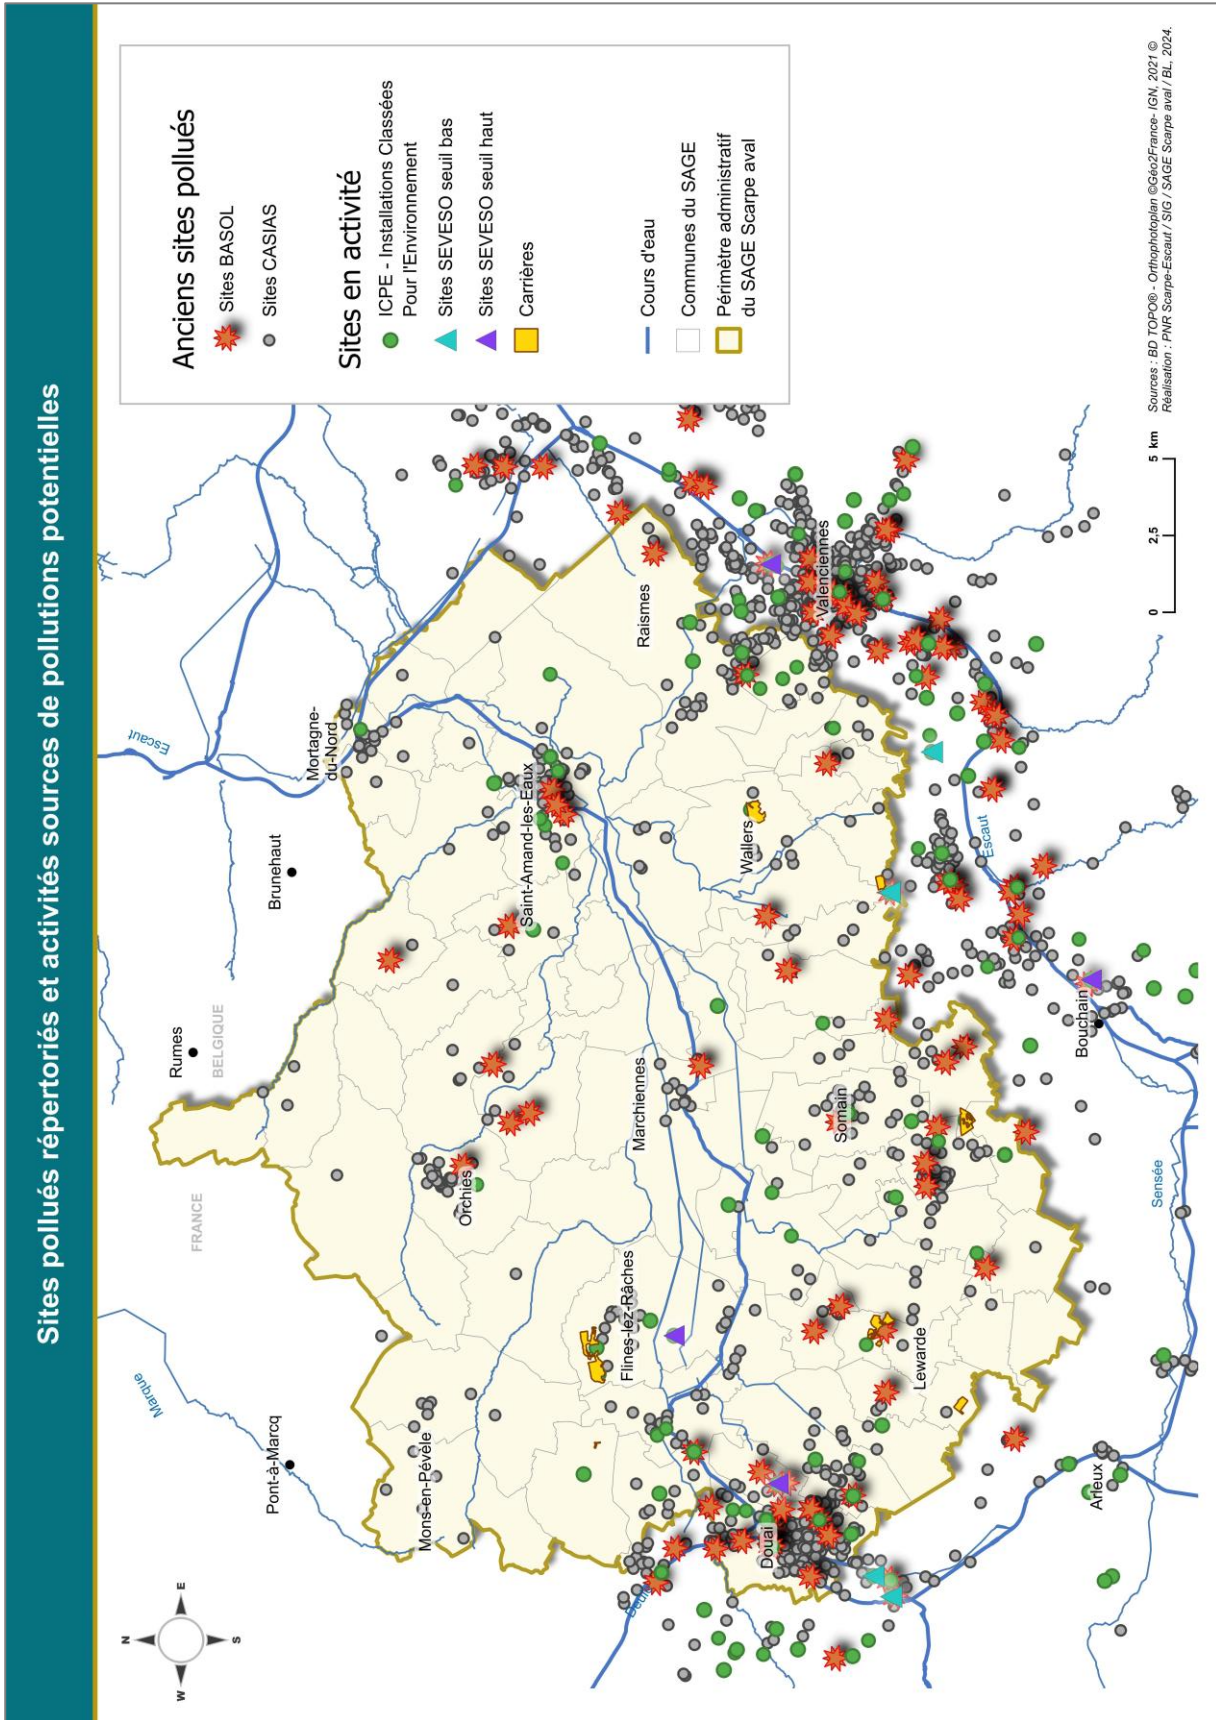 Sites pollués répertoriés et activités sources de pollutions potentielles
N
W
E
S
Marque
Pont-à-Marcq
Rumes
FRANCE
BELGIQUE
Brunehaut
Escaut
Mortagne-
du-Nord
Mons-en-Pévèle
Orchies
Saint-Amand-les-Eaux
Flines-lez-Râches
Marchiennes
Raismes
Wallers
Douai
Somain
Valenciennes
Lewarde
Escaut
Bouchain
Arleux
Sensée
Anciens sites pollués
Sites BASOL
Sites CASIAS
Sites en activité
ICPE - Installations Classées
Pour l'Environnement
Sites SEVESO seuil bas
Sites SEVESO seuil haut
Carrières
Cours d'eau
Communes du SAGE
Périmètre administratif
du SAGE Scarpe aval
0 2,5 5 km
Sources : BD TOPO® - Orthophotoplan ©Géo2France- IGN, 2021 ©
Réalisation : PNR Scarpe-Escaut / SIG / SAGE Scarpe aval / BL, 2024.